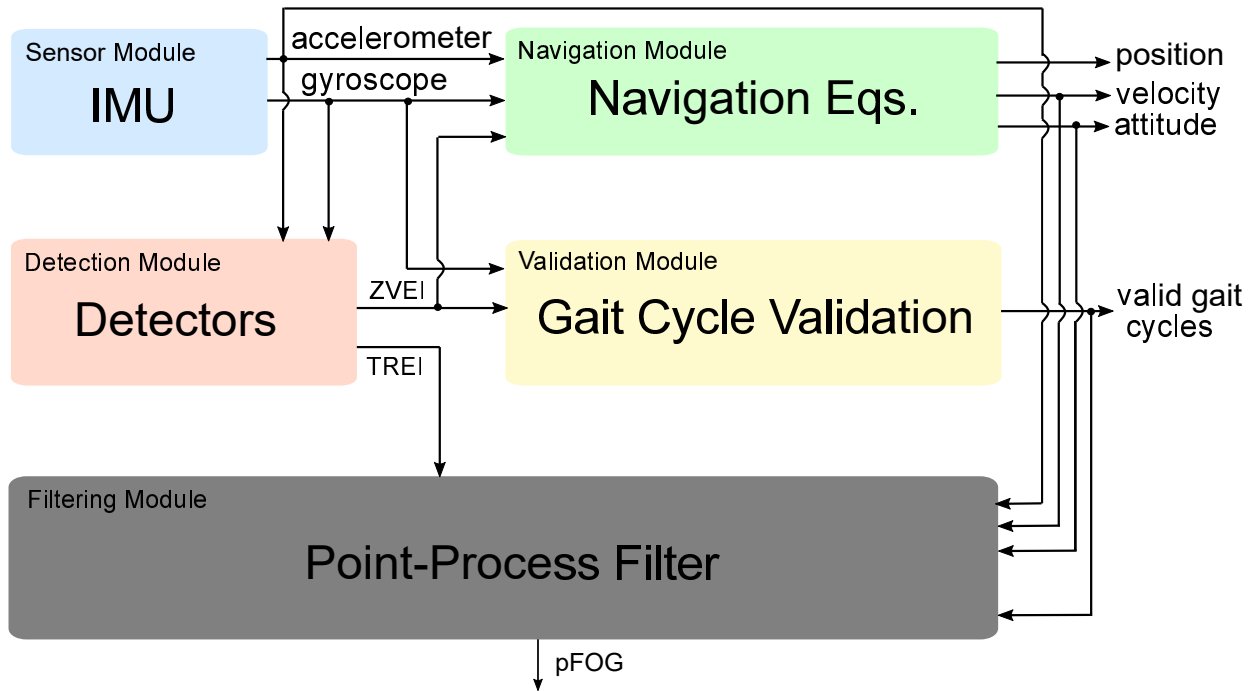 Sensor Module
IMU
accelerometer
gyroscope
Navigation Module
Navigation Eqs.
position
velocity
attitude
Detection Module
Detectors
ZVEI
TREI
Validation Module
Gait Cycle Validation
valid gait
cycles
Filtering Module
Point-Process Filter
pFOG